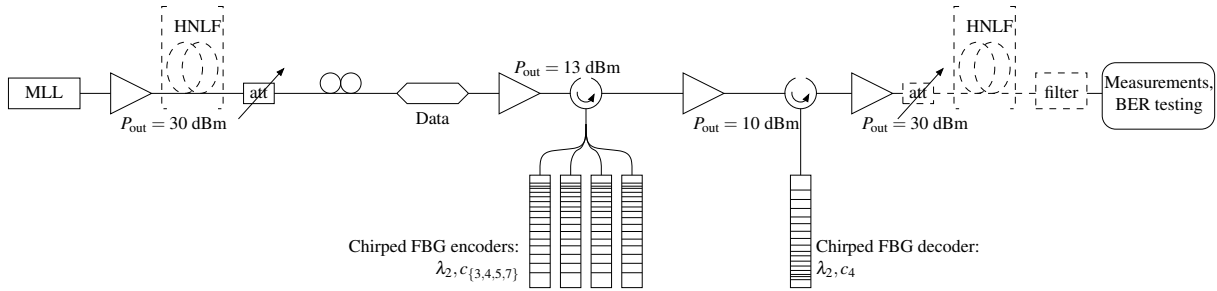 HNLF
HNLF
P_out = 13 dBm
MLL
att
att
filter
Measurements,
BER testing
P_out = 30 dBm
Data
P_out = 10 dBm
P_out = 30 dBm
Chirped FBG encoders:
λ₂, c_{3,4,5,7}
Chirped FBG decoder:
λ₂, c₄